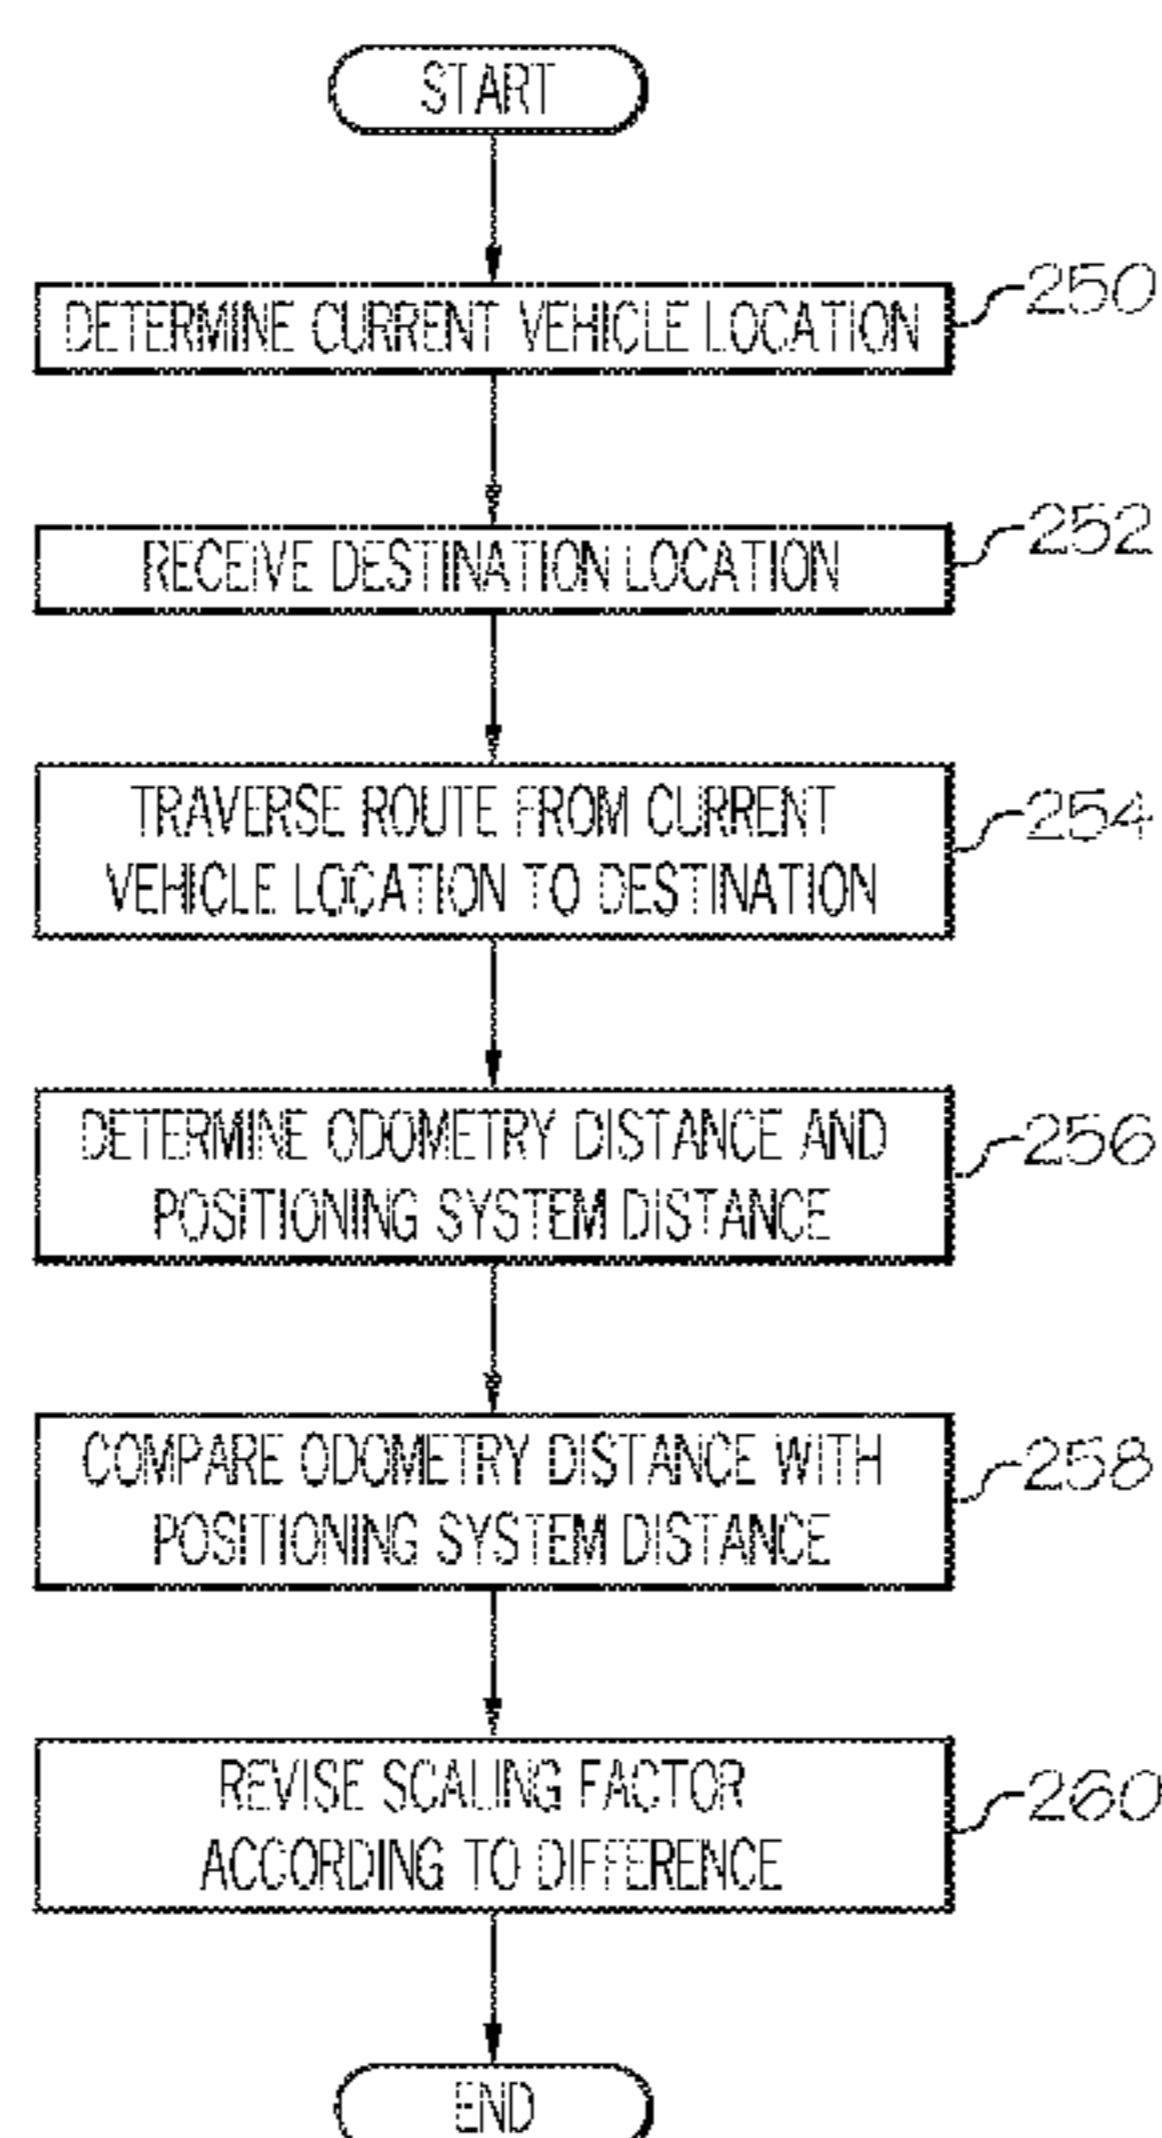 START
DETERMINE CURRENT VEHICLE LOCATION
250
RECEIVE DESTINATION LOCATION
252
TRAVERSE ROUTE FROM CURRENT
VEHICLE LOCATION TO DESTINATION
254
DETERMINE ODOMETRY DISTANCE AND
POSITIONING SYSTEM DISTANCE
256
COMPARE ODOMETRY DISTANCE WITH
POSITIONING SYSTEM DISTANCE
258
REVISE SCALING FACTOR
ACCORDING TO DIFFERENCE
260
END